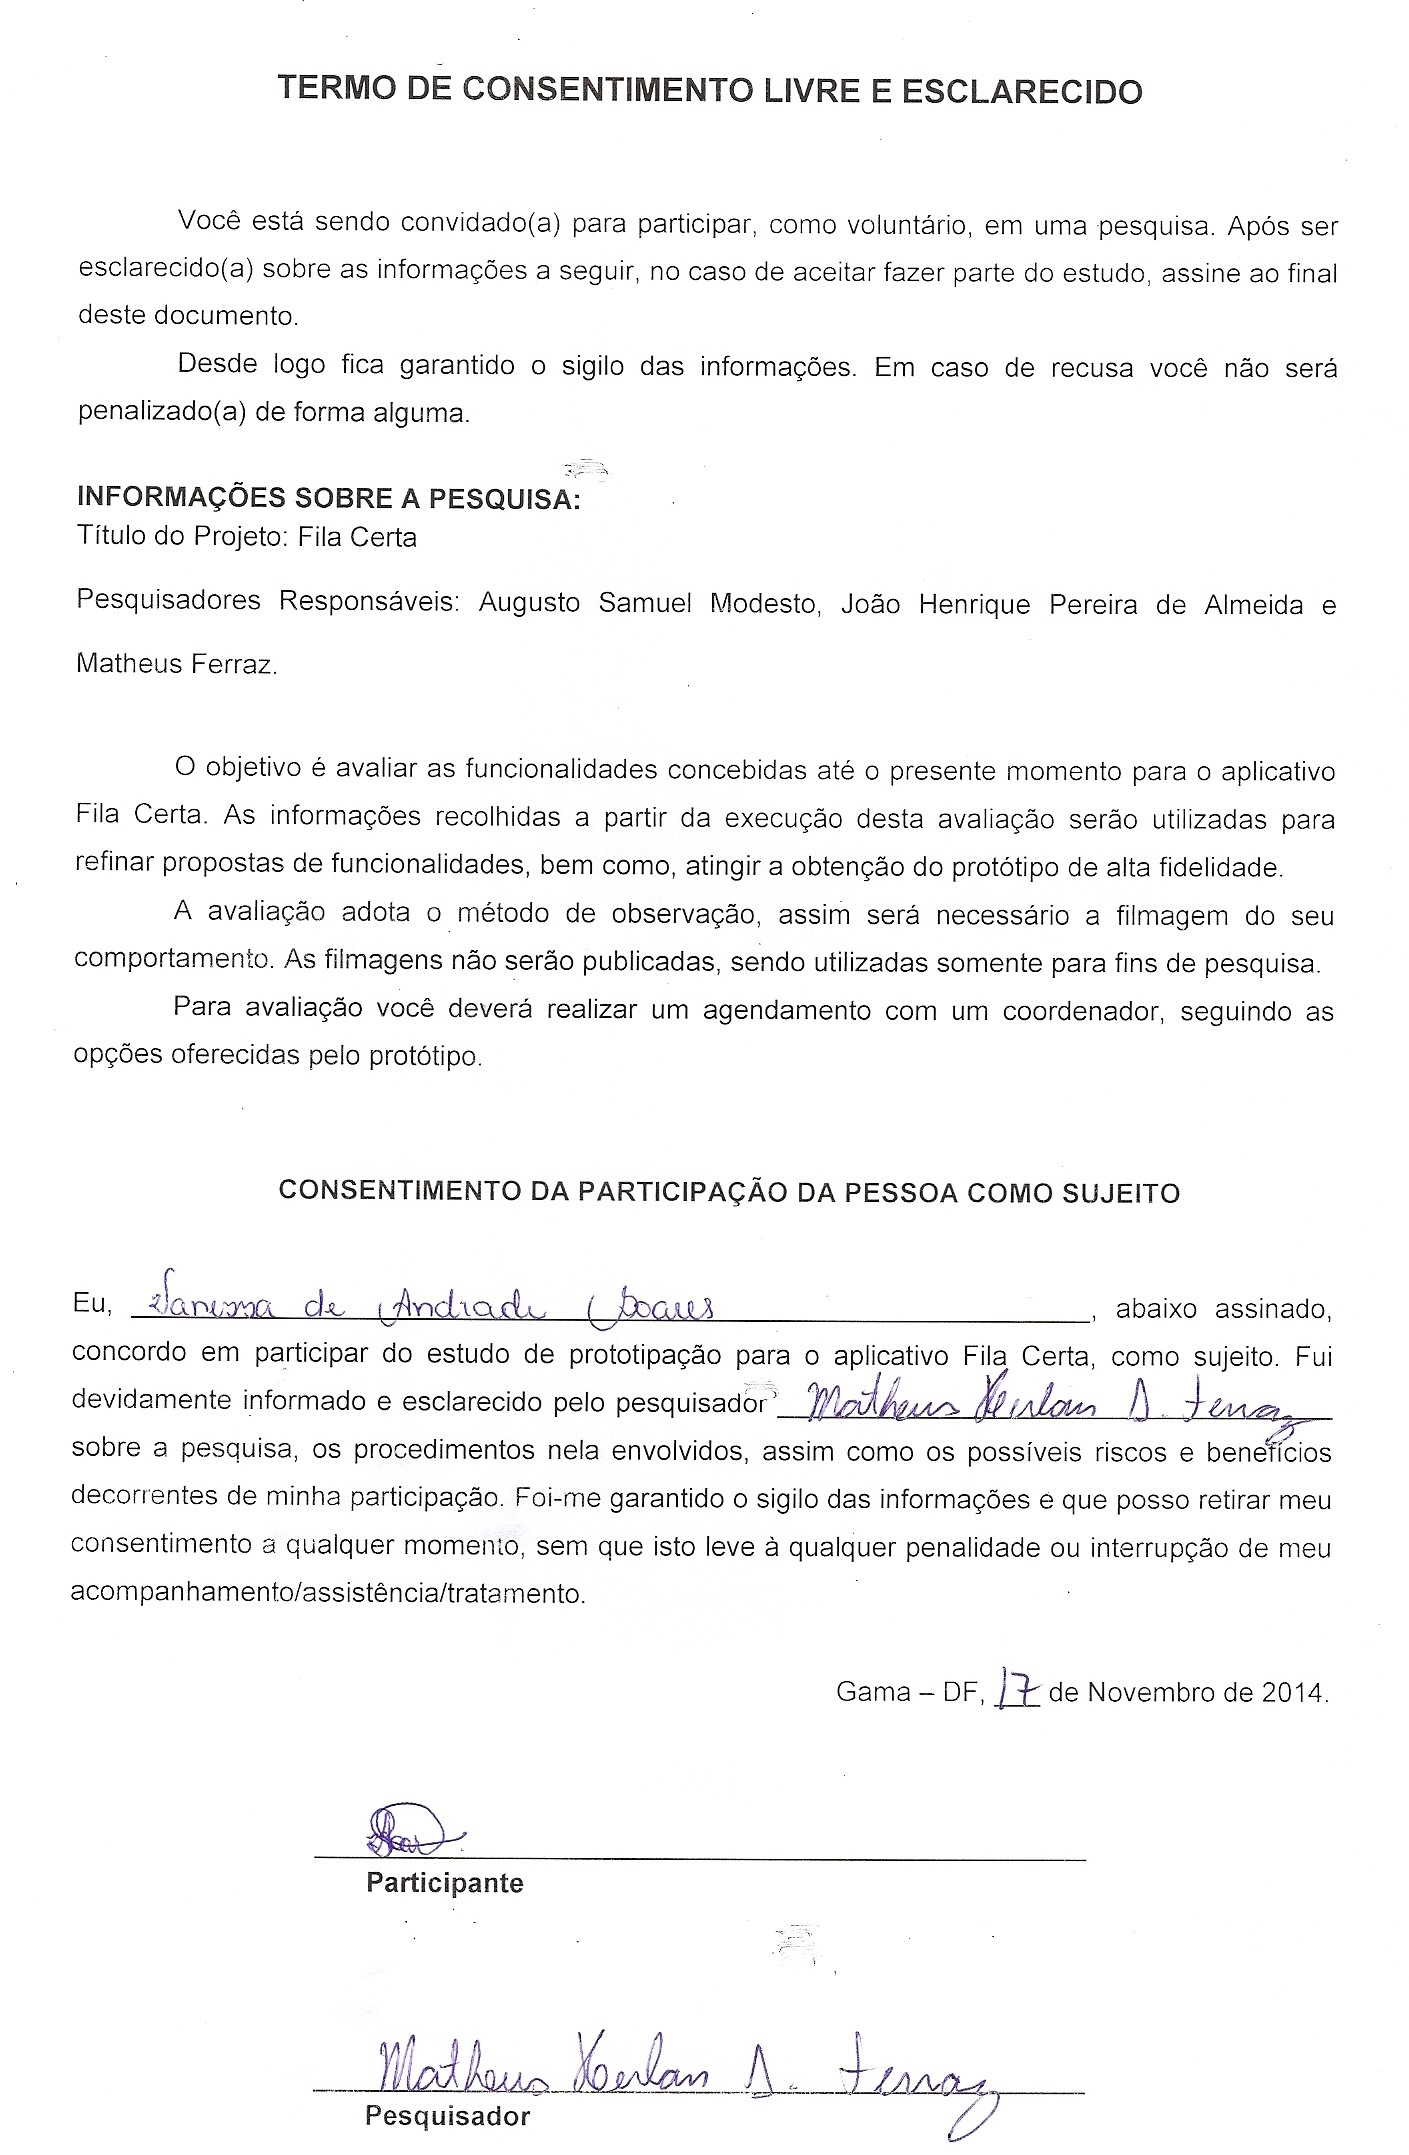 TERMO DE CONSENTIMENTO LIVRE E ESCLARECIDO
Você está sendo convidado(a) para participar, como voluntário, em uma pesquisa. Após ser
esclarecido(a) sobre as informações a seguir, no caso de aceitar fazer parte do estudo, assine ao final
deste documento.
Desde logo fica garantido o sigilo das informações. Em caso de recusa você não será
penalizado(a) de forma alguma.
INFORMAÇÕES SOBRE A PESQUISA:
Título do Projeto: Fila Certa
Pesquisadores Responsáveis: Augusto Samuel Modesto, João Henrique Pereira de Almeida e
Matheus Ferraz.
O objetivo é avaliar as funcionalidades concebidas até o presente momento para o aplicativo
Fila Certa. As informações recolhidas a partir da execução desta avaliação serão utilizadas para
refinar propostas de funcionalidades, bem como, atingir a obtenção do protótipo de alta fidelidade.
A avaliação adota o método de observação, assim será necessário a filmagem do seu
comportamento. As filmagens não serão publicadas, sendo utilizadas somente para fins de pesquisa.
Para avaliação você deverá realizar um agendamento com um coordenador, seguindo as
opções oferecidas pelo protótipo.
CONSENTIMENTO DA PARTICIPAÇÃO DA PESSOA COMO SUJEITO
Eu, Vanessa de Andrade Soares, abaixo assinado,
concordo em participar do estudo de prototipação para o aplicativo Fila Certa, como sujeito. Fui
devidamente informado e esclarecido pelo pesquisador Matheus Herlan D. Ferraz
sobre a pesquisa, os procedimentos nela envolvidos, assim como os possíveis riscos e benefícios
decorrentes de minha participação. Foi-me garantido o sigilo das informações e que posso retirar meu
consentimento a qualquer momento, sem que isto leve à qualquer penalidade ou interrupção de meu
acompanhamento/assistência/tratamento.
Gama – DF, 17 de Novembro de 2014.
Participante
Matheus Herlan D. Ferraz
Pesquisador